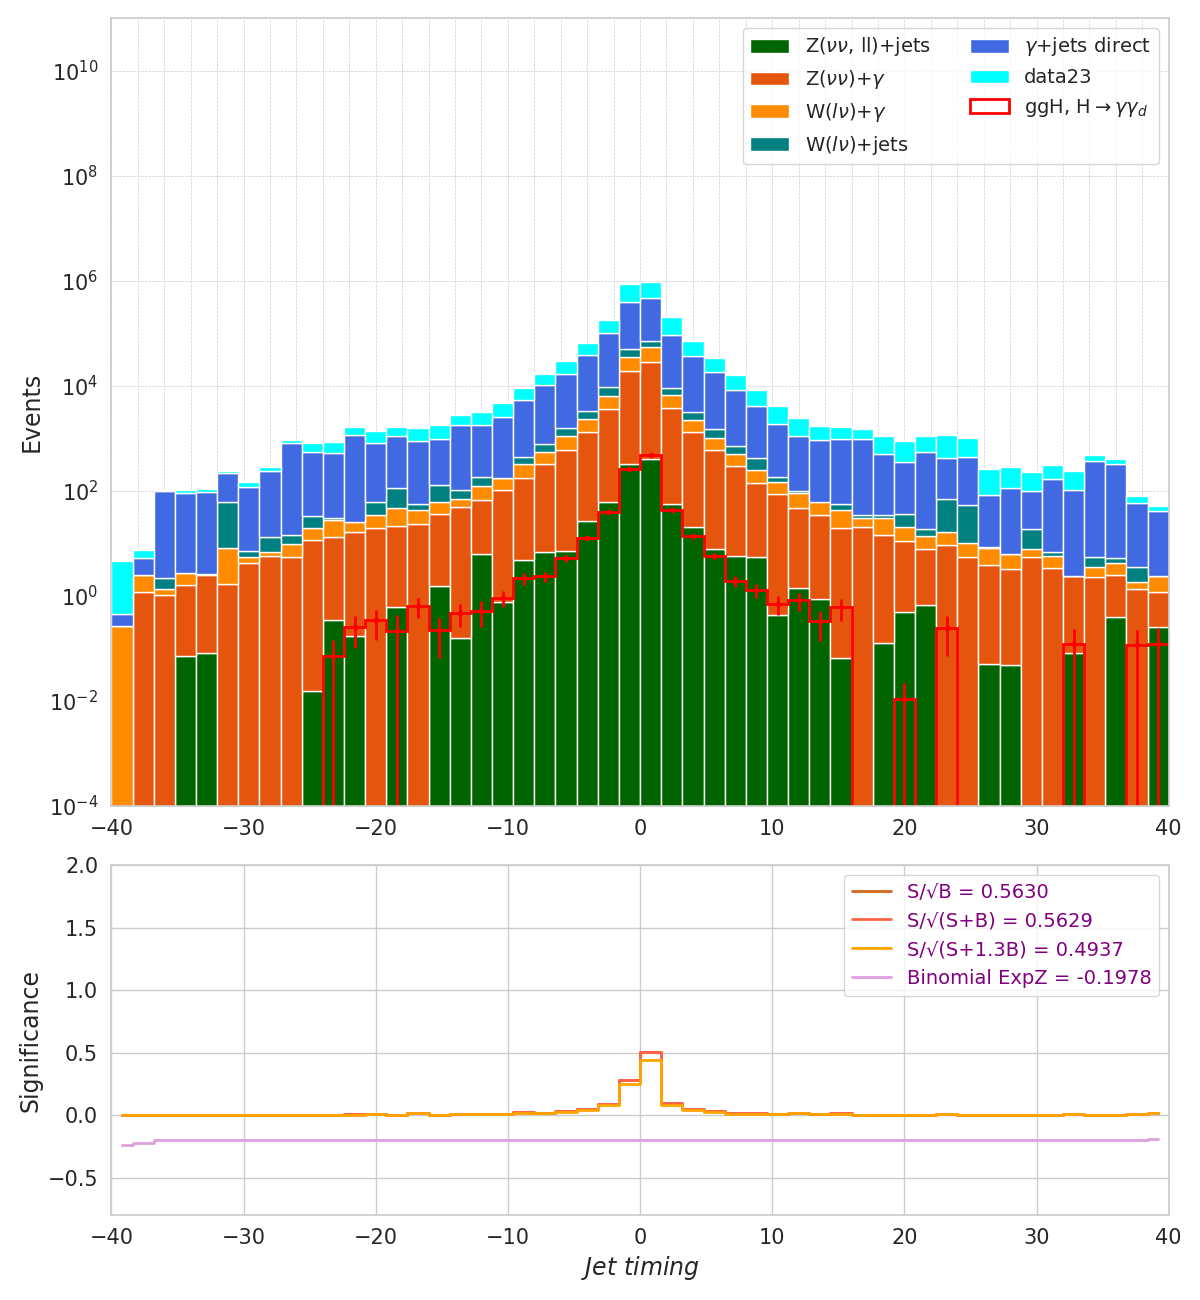 Z(νν, ll)+jets
Z(νν)+γ
W(lν)+γ
W(lν)+jets
γ+jets direct
data23
ggH, H→γγ_d
Events
10^10
10^8
10^6
10^4
10^2
10^0
10^−2
10^−4
−40 −30 −20 −10 0 10 20 30 40
S/√B = 0.5630
S/√(S+B) = 0.5629
S/√(S+1.3B) = 0.4937
Binomial ExpZ = -0.1978
Significance
2.0
1.5
1.0
0.5
0.0
−0.5
−40 −30 −20 −10 0 10 20 30 40
Jet timing